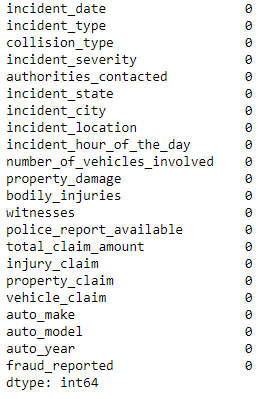 incident_date 0
incident_type 0
collision_type 0
incident_severity 0
authorities_contacted 0
incident_state 0
incident_city 0
incident_location 0
incident_hour_of_the_day 0
number_of_vehicles_involved 0
property_damage 0
bodily_injuries 0
witnesses 0
police_report_available 0
total_claim_amount 0
injury_claim 0
property_claim 0
vehicle_claim 0
auto_make 0
auto_model 0
auto_year 0
fraud_reported 0
dtype: int64